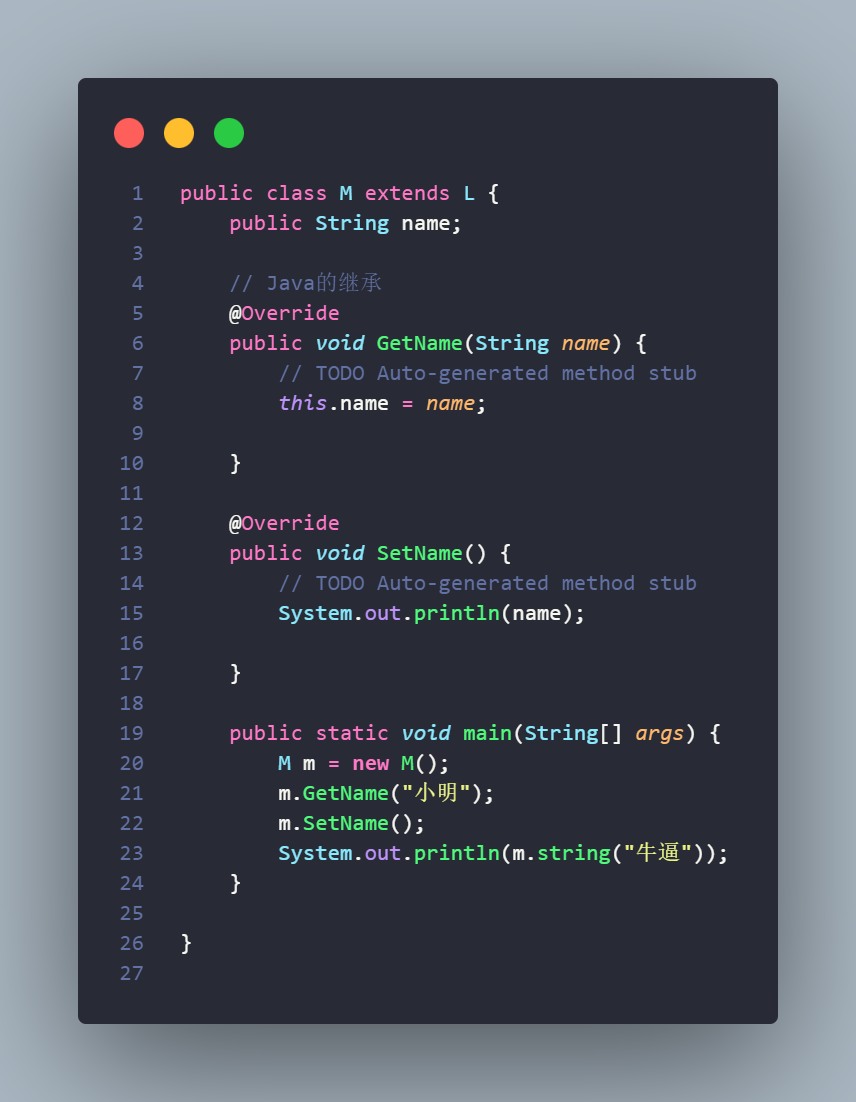 1 public class M extends L {
2     public String name;
3
4     // Java的继承
5     @Override
6     public void GetName(String name) {
7         // TODO Auto-generated method stub
8         this.name = name;
9
10     }
11
12     @Override
13     public void SetName() {
14         // TODO Auto-generated method stub
15         System.out.println(name);
16
17     }
18
19     public static void main(String[] args) {
20         M m = new M();
21         m.GetName("小明");
22         m.SetName();
23         System.out.println(m.string("牛逼"));
24     }
25
26 }
27